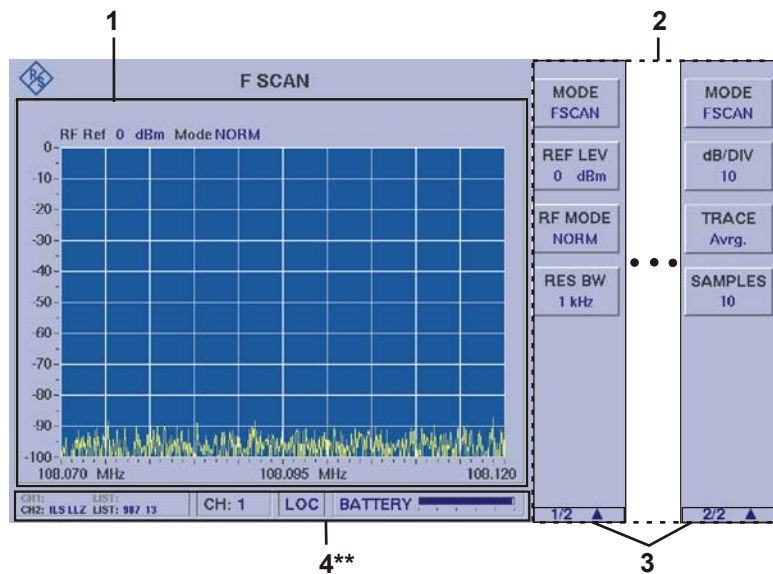 1
2
R&S
F SCAN
RF Ref 0 dBm Mode NORM
0
-10
-20
-30
-40
-50
-60
-70
-80
-90
-100
108.070 MHz 108.095 MHz 108.120
CH1: LIST:
CH2: ILS LLZ LIST: 987 13
CH: 1
LOC
BATTERY
MODE
FSCAN
REF LEV
0 dBm
RF MODE
NORM
RES BW
1 kHz
1/2 ▲
MODE
FSCAN
dB/DIV
10
TRACE
Avrg.
SAMPLES
10
2/2 ▲
4**
3